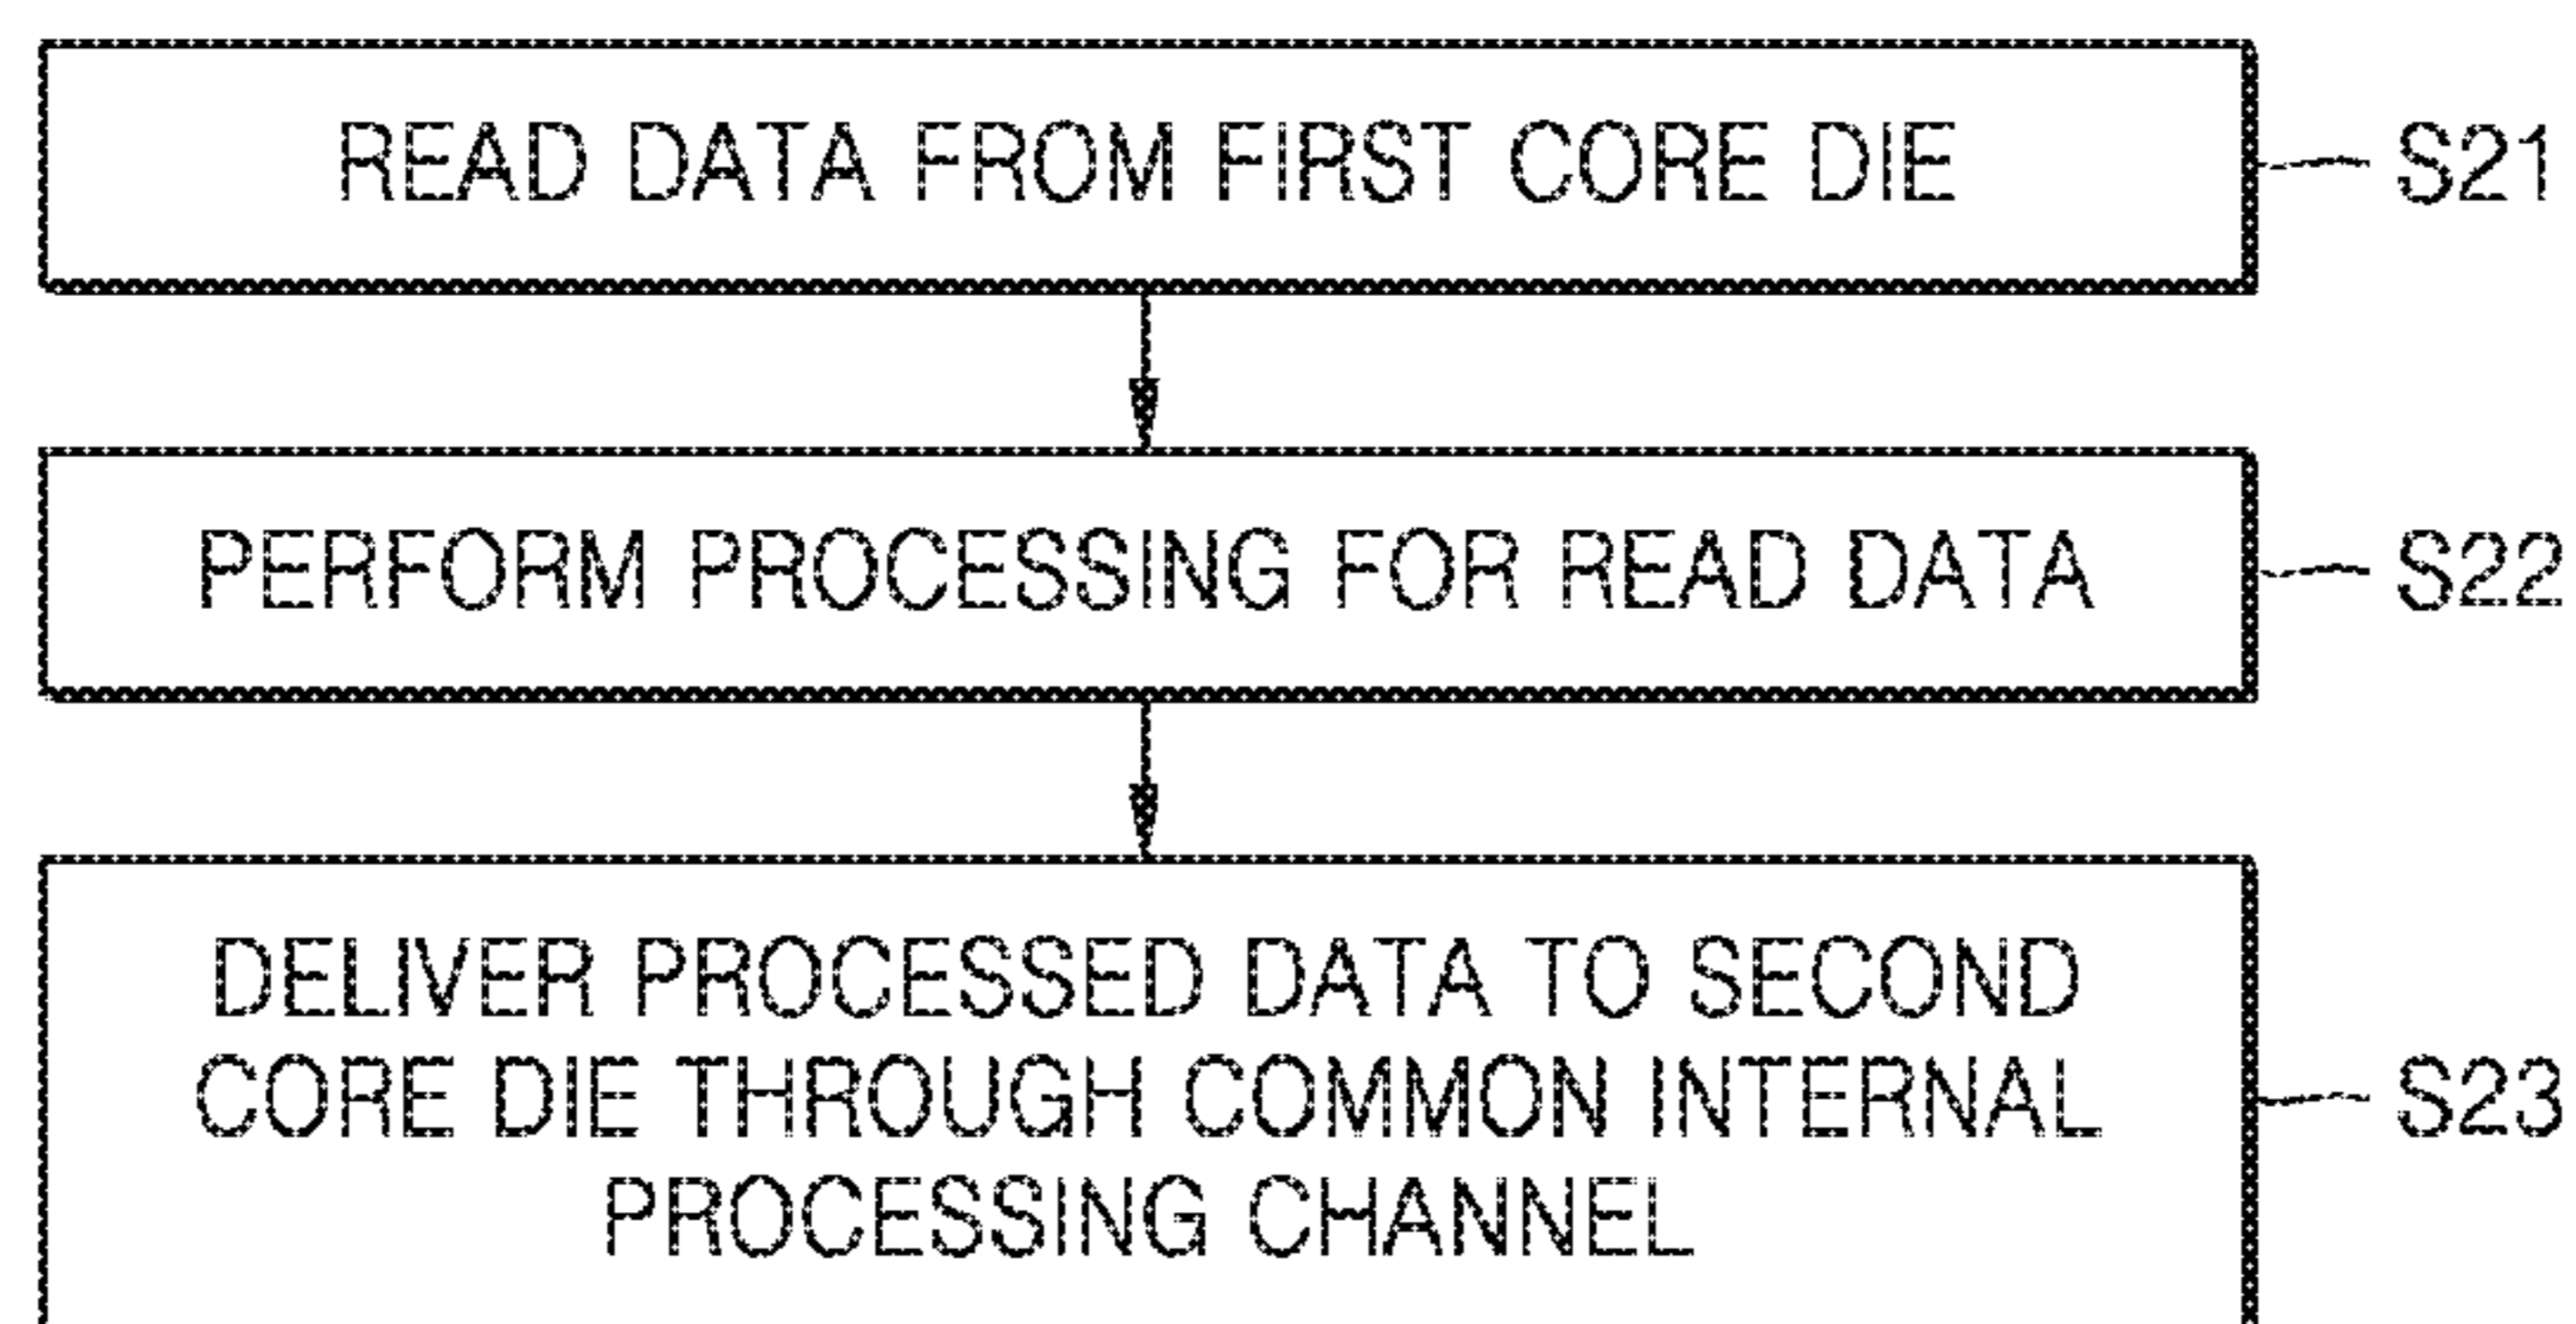 READ DATA FROM FIRST CORE DIE
S21
PERFORM PROCESSING FOR READ DATA
S22
DELIVER PROCESSED DATA TO SECOND
CORE DIE THROUGH COMMON INTERNAL
PROCESSING CHANNEL
S23